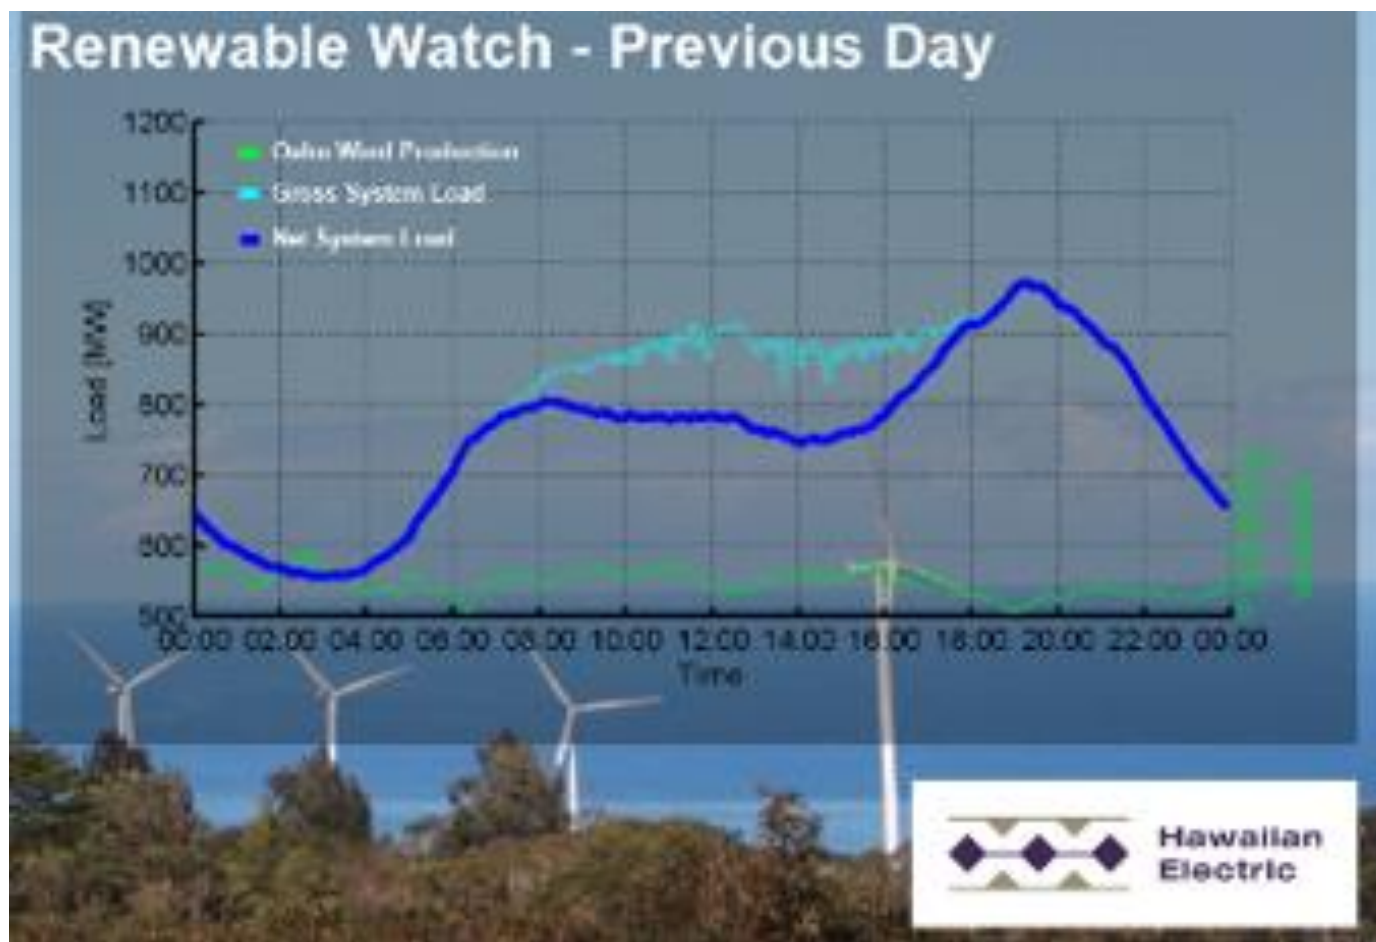 Renewable Watch - Previous Day
1200
Oahu Wind Production
1100
Gross System Load
Net System Load
1000
900
Load [MW]
800
700
600
500
00:00 02:00 04:00 06:00 08:00 10:00 12:00 14:00 16:00 18:00 20:00 22:00 00:00
Time
Hawaiian
Electric